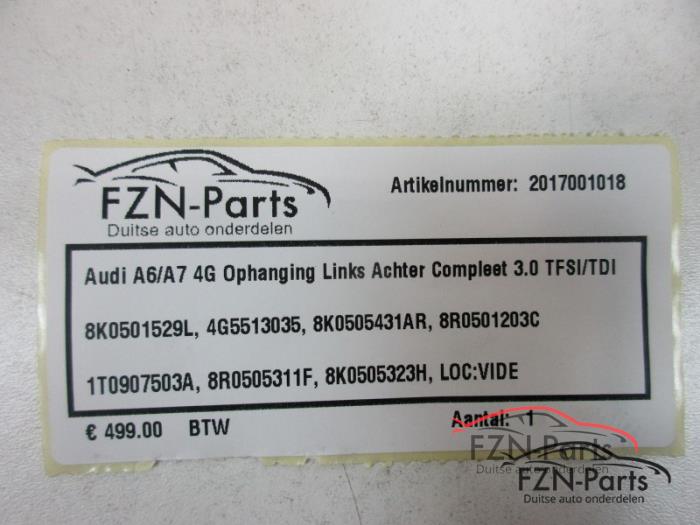 FZN-Parts
Duitse auto onderdelen
Artikelnummer: 2017001018
Audi A6/A7 4G Ophanging Links Achter Compleet 3.0 TFSI/TDI
8K0501529L, 4G5513035, 8K0505431AR, 8R0501203C
1T0907503A, 8R0505311F, 8K0505323H, LOC:VIDE
€ 499.00 BTW
Aantal: 1
FZN-Parts
Duitse auto onderdelen
FZN-Parts
Duitse auto onderdelen